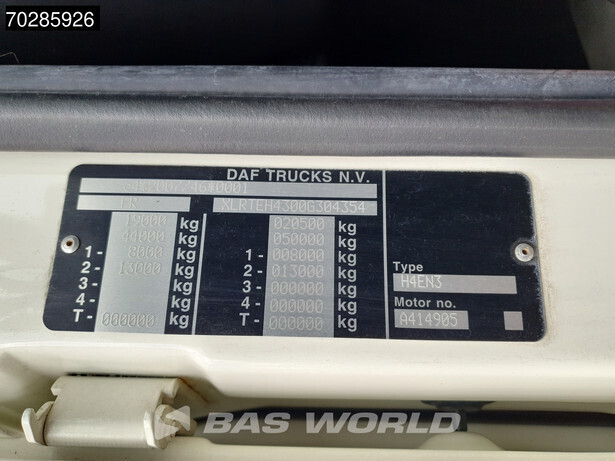 70285926
DAF TRUCKS N.V.
FR XLRTEH4300G304354
19000 kg 020500 kg
44000 kg 050000 kg
1- 8000 kg 1- 008000 kg
2- 13000 kg 2- 013000 kg
3- kg 3- 000000 kg
4- kg 4- 000000 kg
T- 000000 kg T- 000000 kg
Type
H4EN3
Motor no.
A414905
BAS WORLD